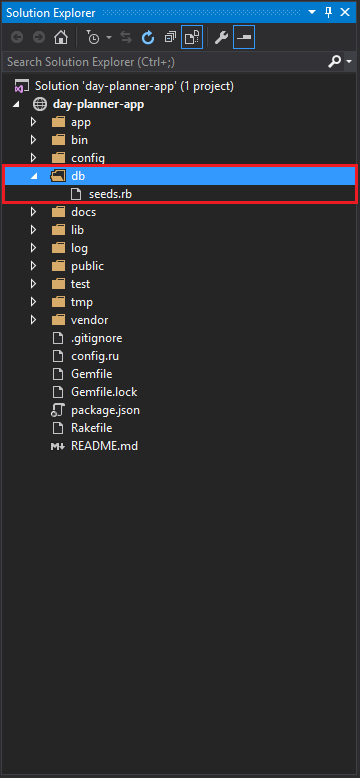 Solution Explorer
Search Solution Explorer (Ctrl+;)
Solution 'day-planner-app' (1 project)
day-planner-app
app
bin
config
db
seeds.rb
docs
lib
log
public
test
tmp
vendor
.gitignore
config.ru
Gemfile
Gemfile.lock
package.json
Rakefile
README.md